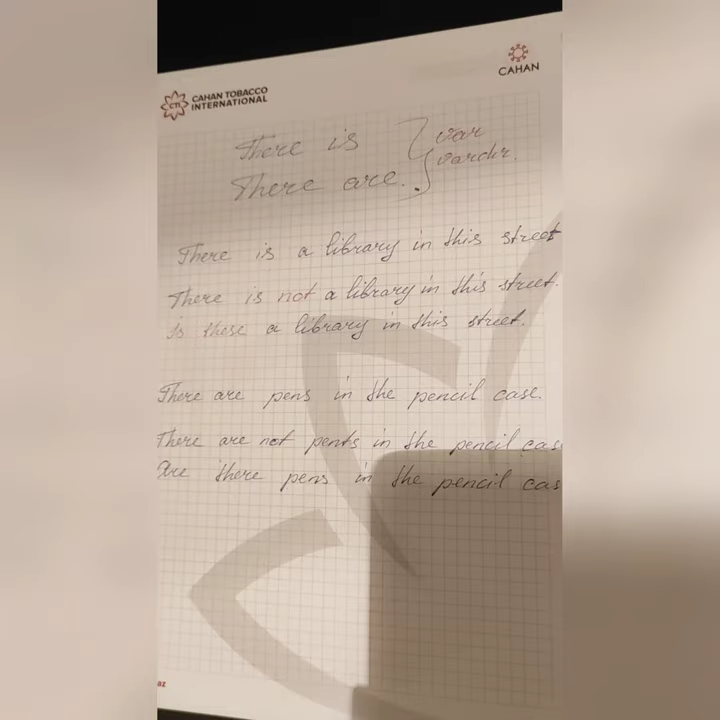 CAHAN TOBACCO
INTERNATIONAL
CTI
CAHAN
There is
There are.
var
vardır.
There is a library in this street
There is not a library in this street.
Is there a library in this street.
There are pens in the pencil case.
There are not pents in the pencil cas
Are there pens in the pencil cas
az